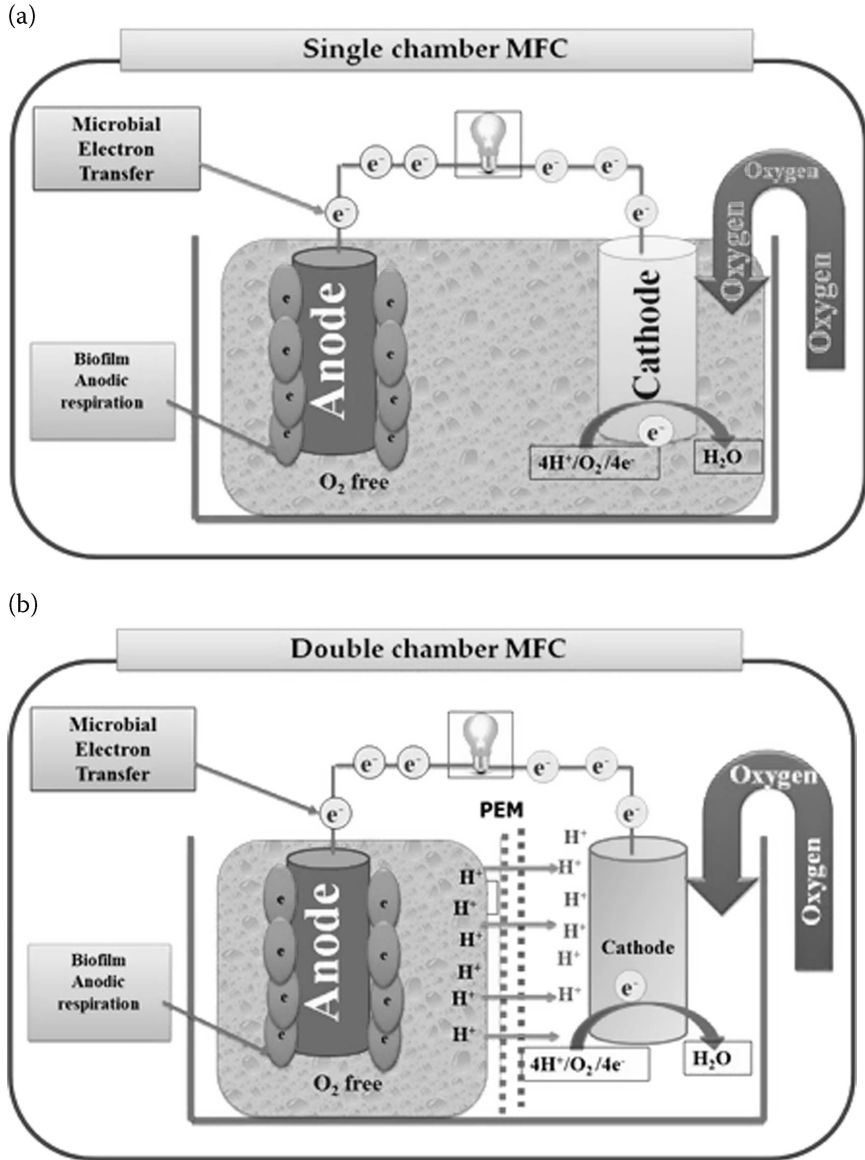 (a)
Single chamber MFC
Microbial
Electron
Transfer
e⁻ e⁻ e⁻ e⁻
e⁻ e⁻
Oxygen
Oxygen
Oxygen
Biofilm
Anodic
respiration
e e
e e
e e
e e
Anode
Cathode
e⁻
4H⁺/O₂/4e⁻
H₂O
O₂ free
(b)
Double chamber MFC
Microbial
Electron
Transfer
e⁻ e⁻ e⁻ e⁻
e⁻ e⁻
Oxygen
Oxygen
PEM
Biofilm
Anodic
respiration
e e
e e
e e
e e
Anode
H⁺
H⁺ H⁺
H⁺ H⁺
H⁺ H⁺
H⁺ H⁺
H⁺ H⁺
H⁺
Cathode
e⁻
4H⁺/O₂/4e⁻
H₂O
O₂ free